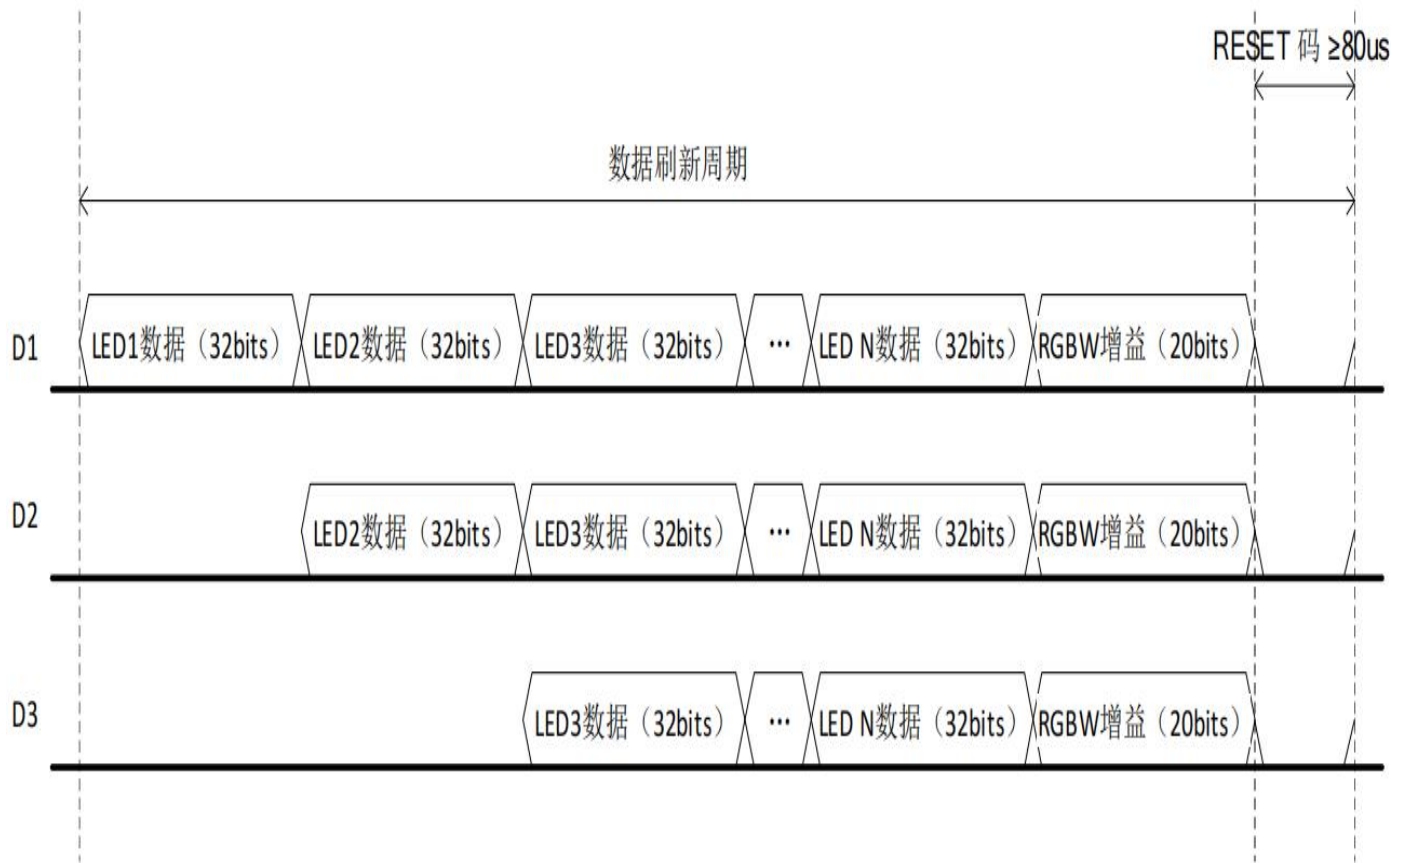 RESET 码 ≥80us
数据刷新周期
D1 LED1数据（32bits） LED2数据（32bits） LED3数据（32bits） ··· LED N数据（32bits） RGBW增益（20bits）
D2 LED2数据（32bits） LED3数据（32bits） ··· LED N数据（32bits） RGBW增益（20bits）
D3 LED3数据（32bits） ··· LED N数据（32bits） RGBW增益（20bits）